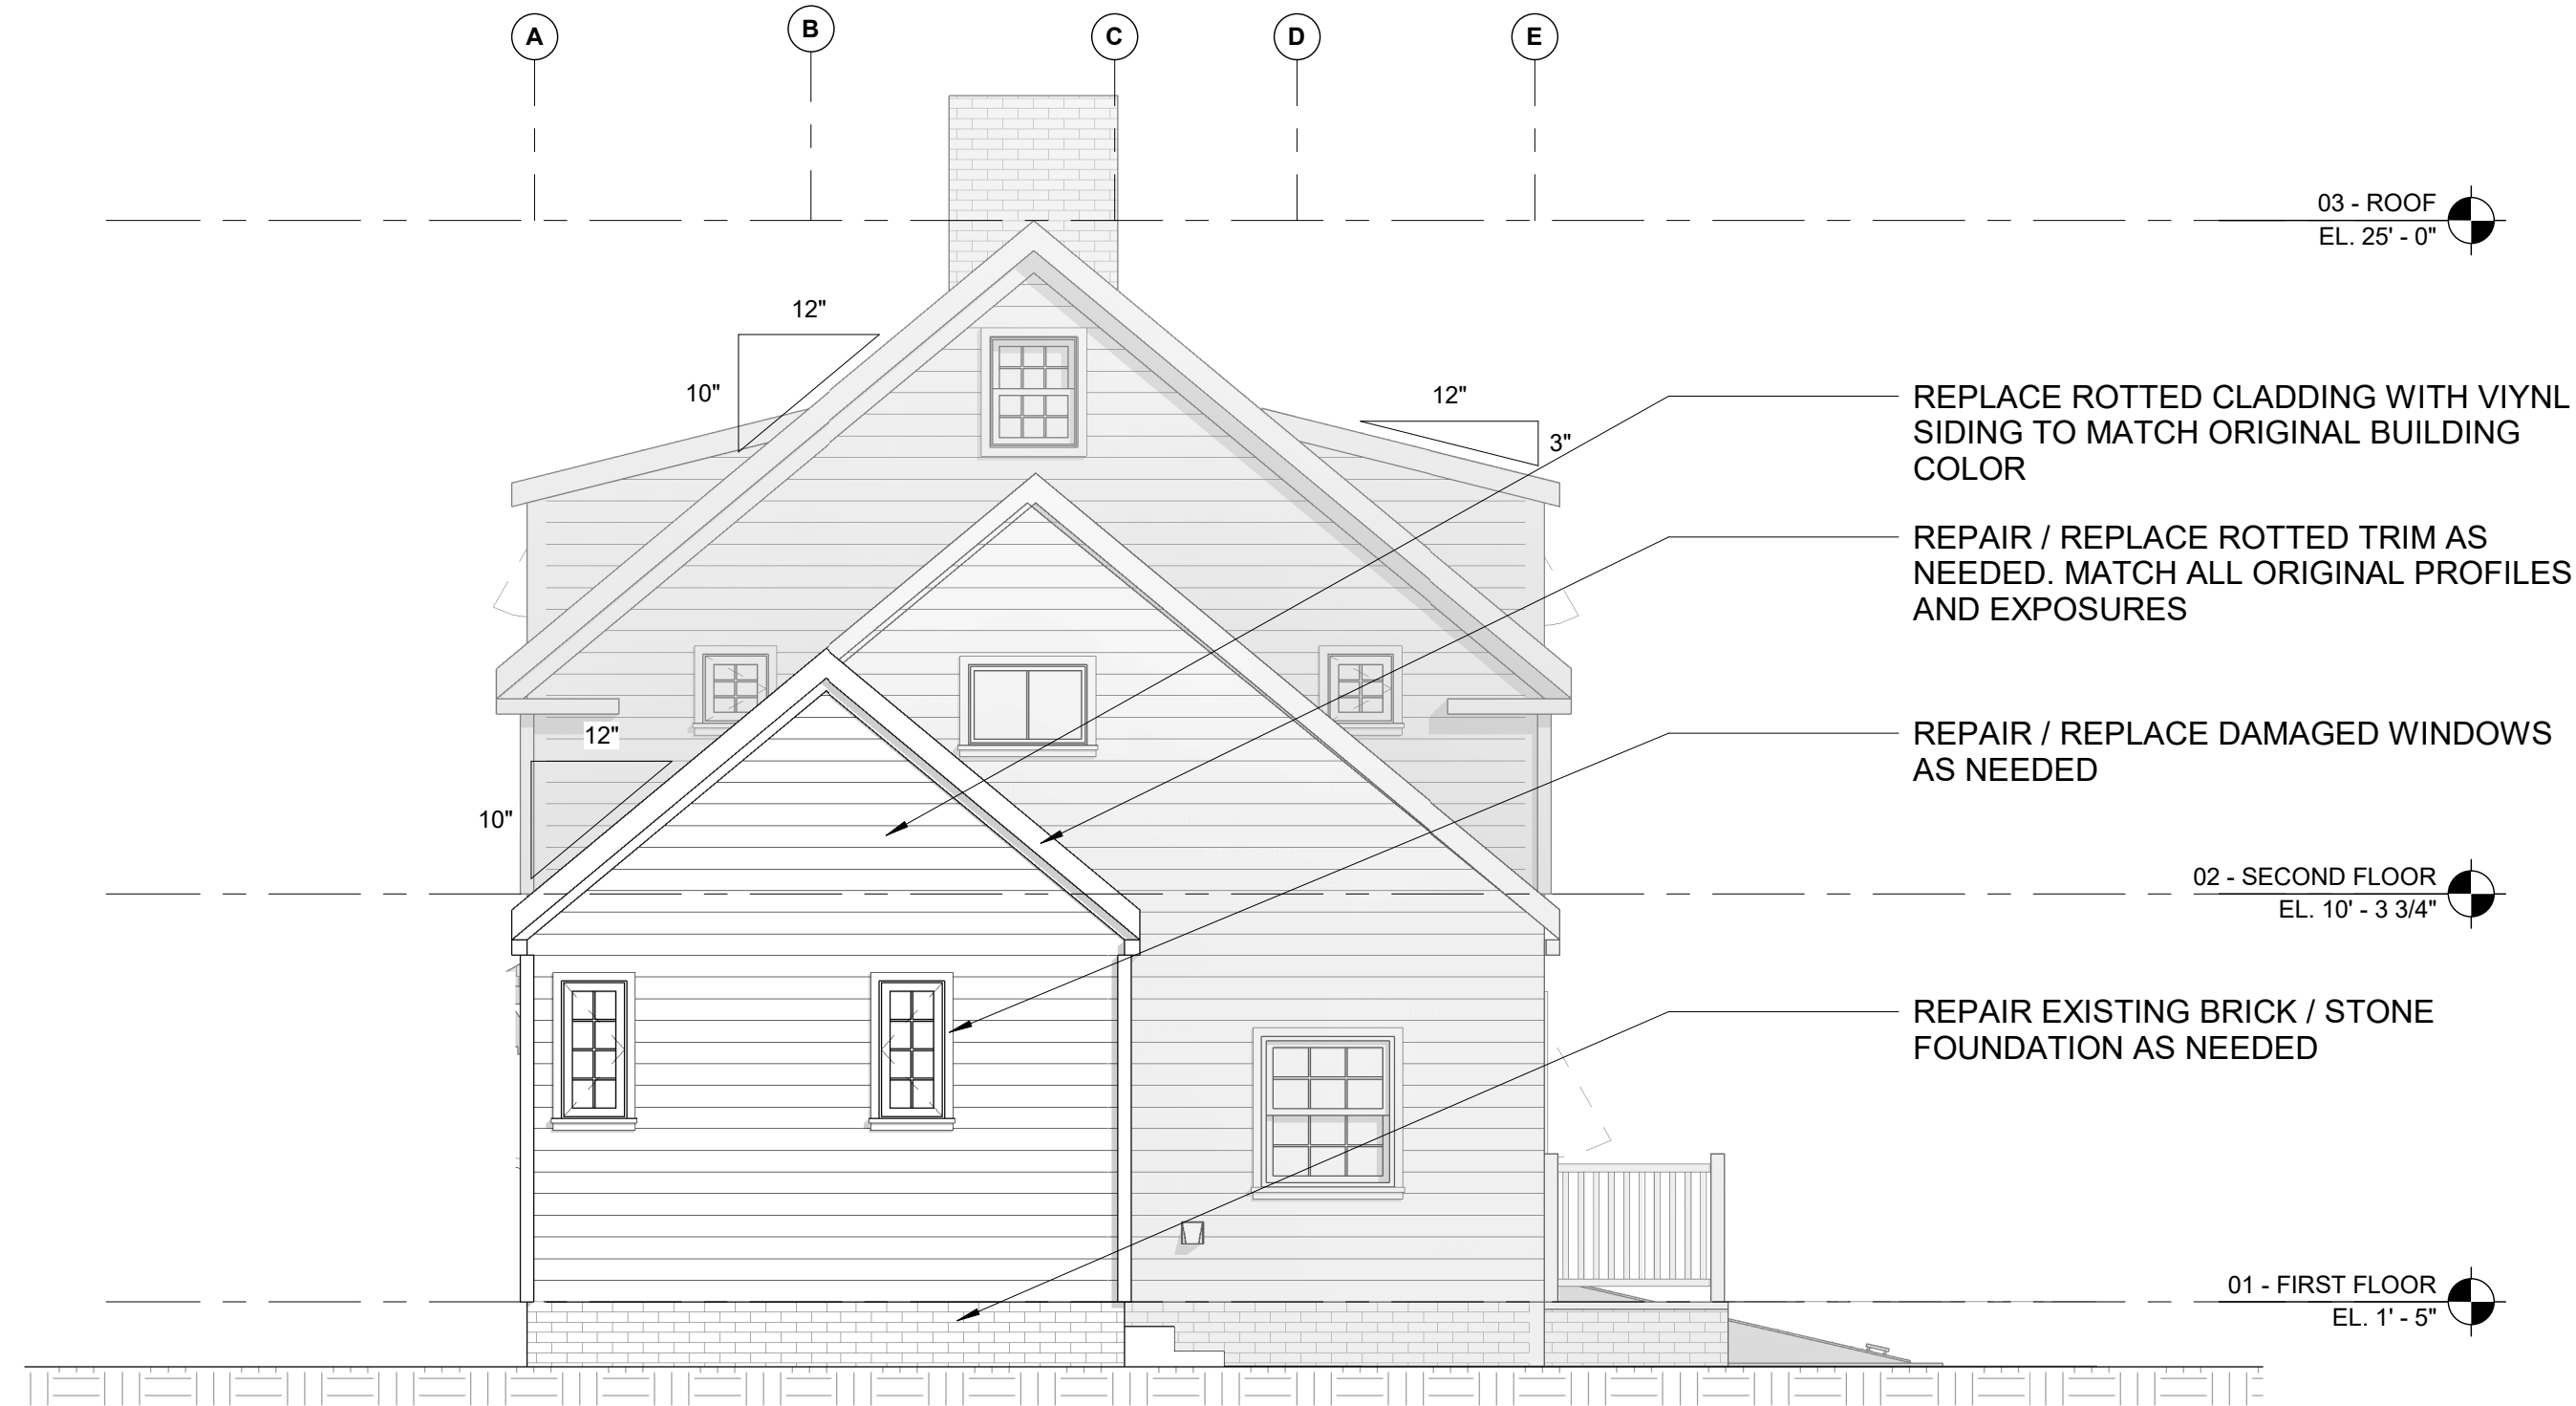 A
B
C
D
E
03 - ROOF
EL. 25' - 0"
12"
10"
12"
3"
REPLACE ROTTED CLADDING WITH VIYNL
SIDING TO MATCH ORIGINAL BUILDING
COLOR
REPAIR / REPLACE ROTTED TRIM AS
NEEDED. MATCH ALL ORIGINAL PROFILES
AND EXPOSURES
12"
10"
REPAIR / REPLACE DAMAGED WINDOWS
AS NEEDED
02 - SECOND FLOOR
EL. 10' - 3 3/4"
REPAIR EXISTING BRICK / STONE
FOUNDATION AS NEEDED
01 - FIRST FLOOR
EL. 1' - 5"